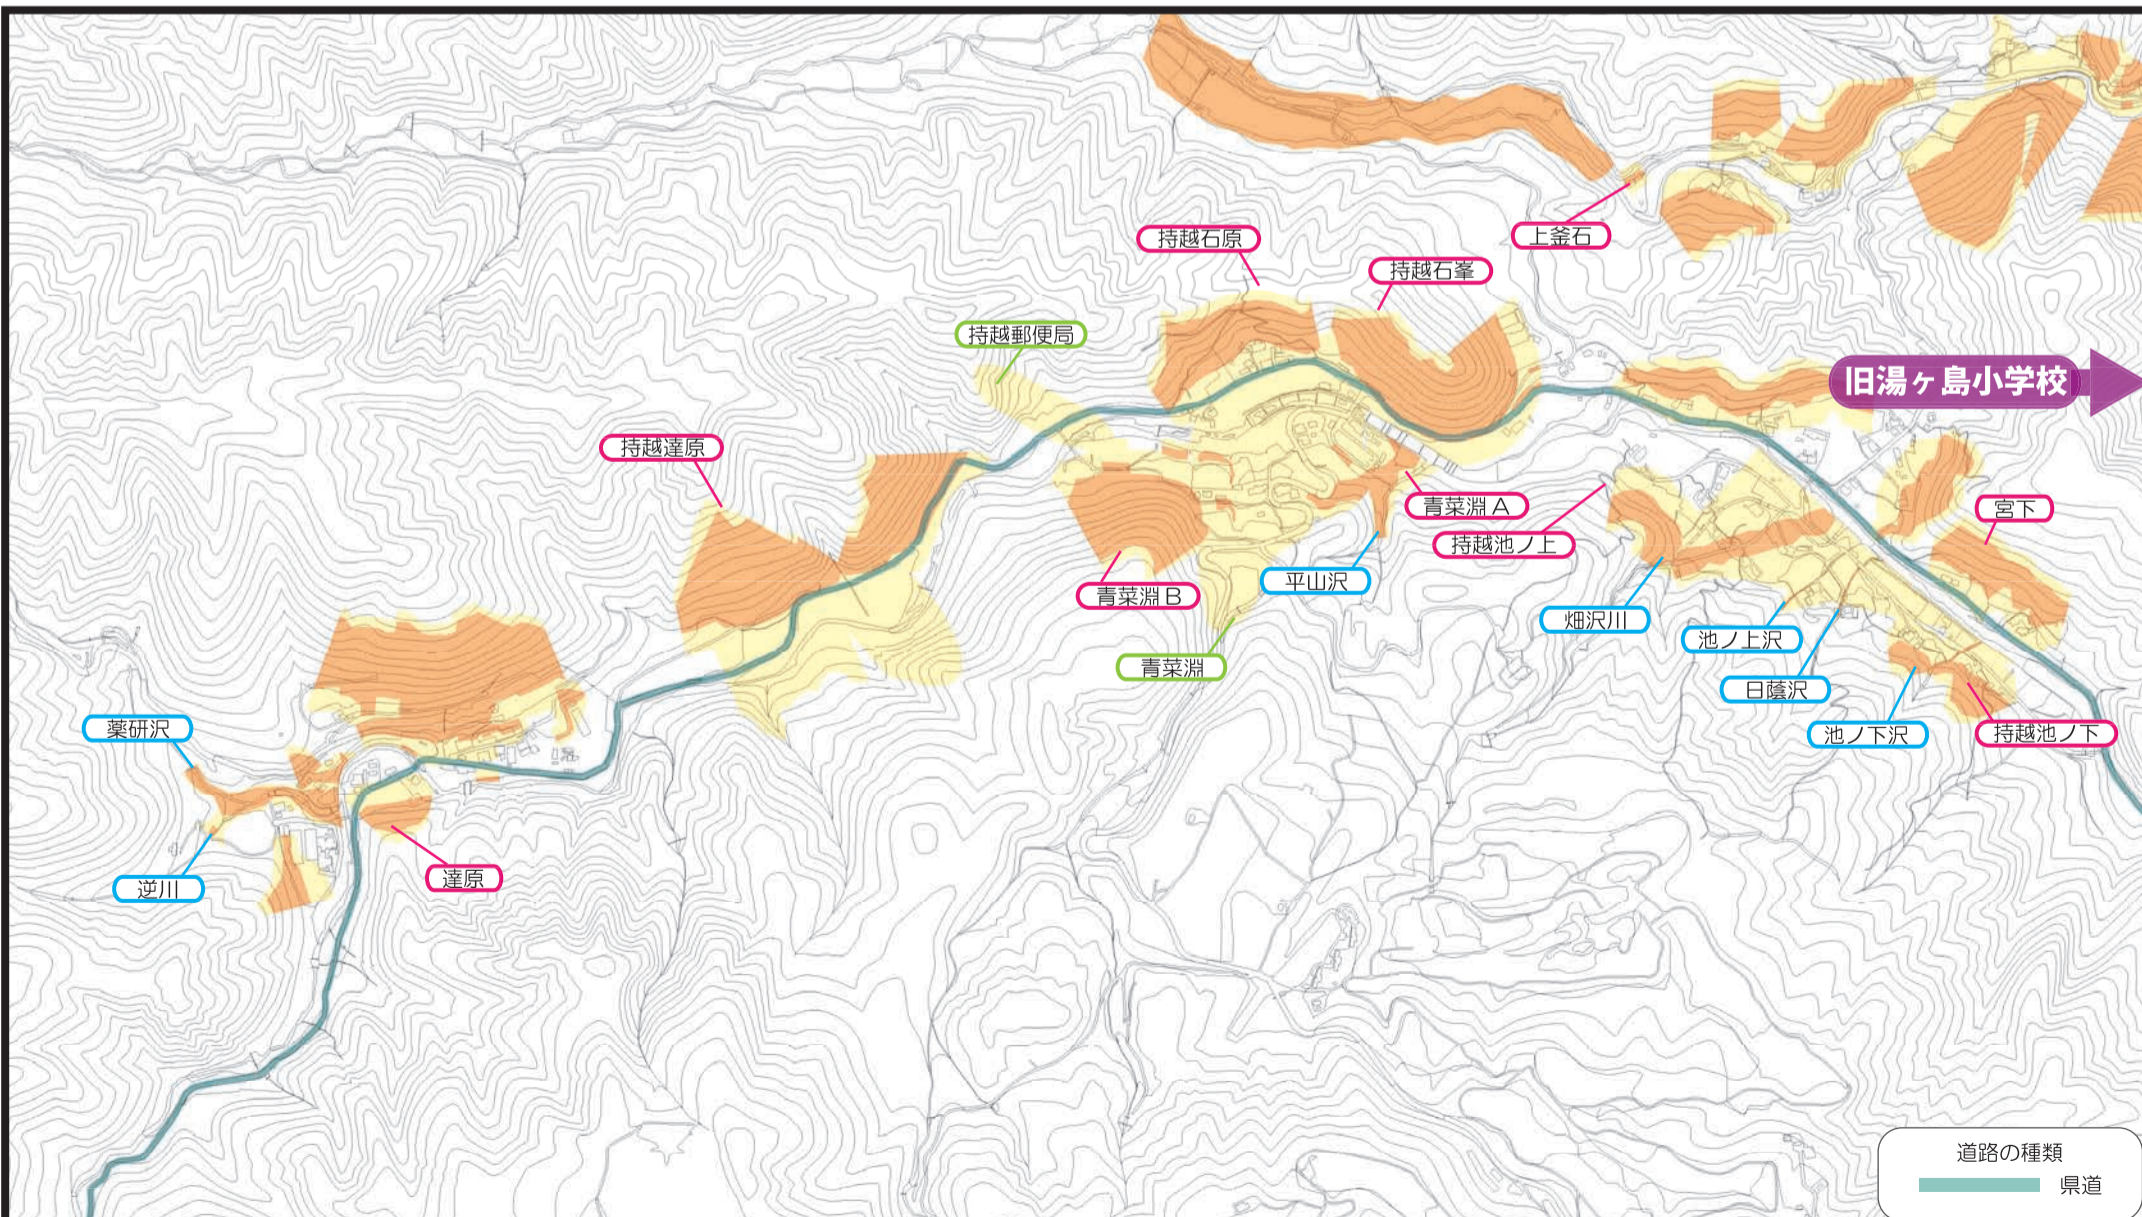 上釜石
持越石原
持越石峯
持越郵便局
旧湯ヶ島小学校
持越達原
青菜淵A
宮下
持越池ノ上
平山沢
青菜淵B
畑沢川
池ノ上沢
青菜淵
日蔭沢
薬研沢
池ノ下沢
持越池ノ下
達原
逆川
道路の種類
県道